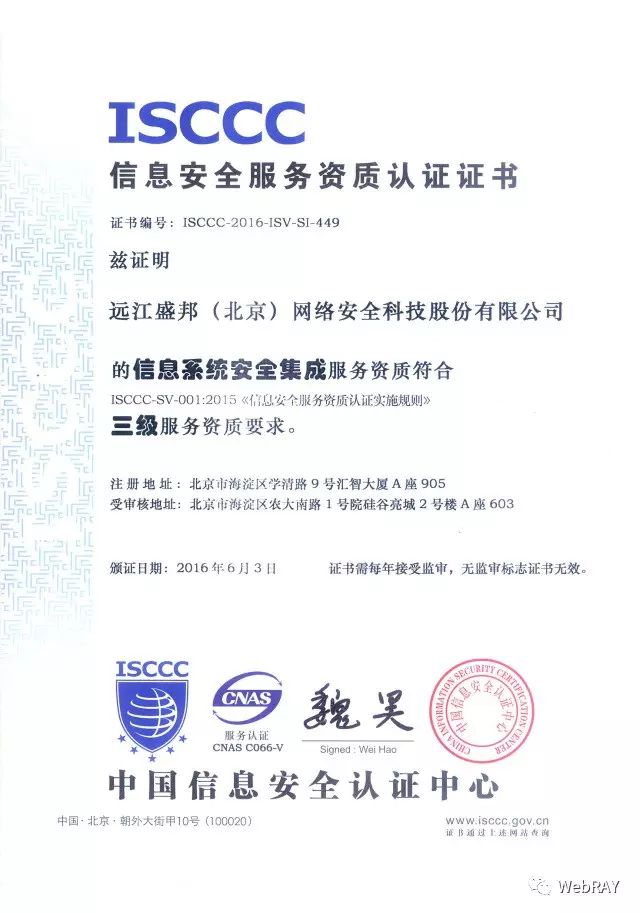 ISCCC
信息安全服务资质认证证书
证书编号：ISCCC-2016-ISV-SI-449
兹证明
远江盛邦（北京）网络安全科技股份有限公司
的信息系统安全集成服务资质符合
ISCCC-SV-001:2015《信息安全服务资质认证实施规则》
三级服务资质要求。
注册地址：北京市海淀区学清路9号汇智大厦A座905
受审核地址：北京市海淀区农大南路1号院硅谷亮城2号楼A座603
颁证日期：2016年6月3日 证书需每年接受监审，无监审标志证书无效。
ISCCC
CNAS
服务认证
CNAS C066-V
魏昊
Signed : Wei Hao
CHINA INFORMATION SECURITY CERTIFICATION CENTER
中国信息安全认证中心
中国信息安全认证中心
中国·北京·朝外大街甲10号（100020）
www.isccc.gov.cn
证书通过上述网站查询
WebRAY